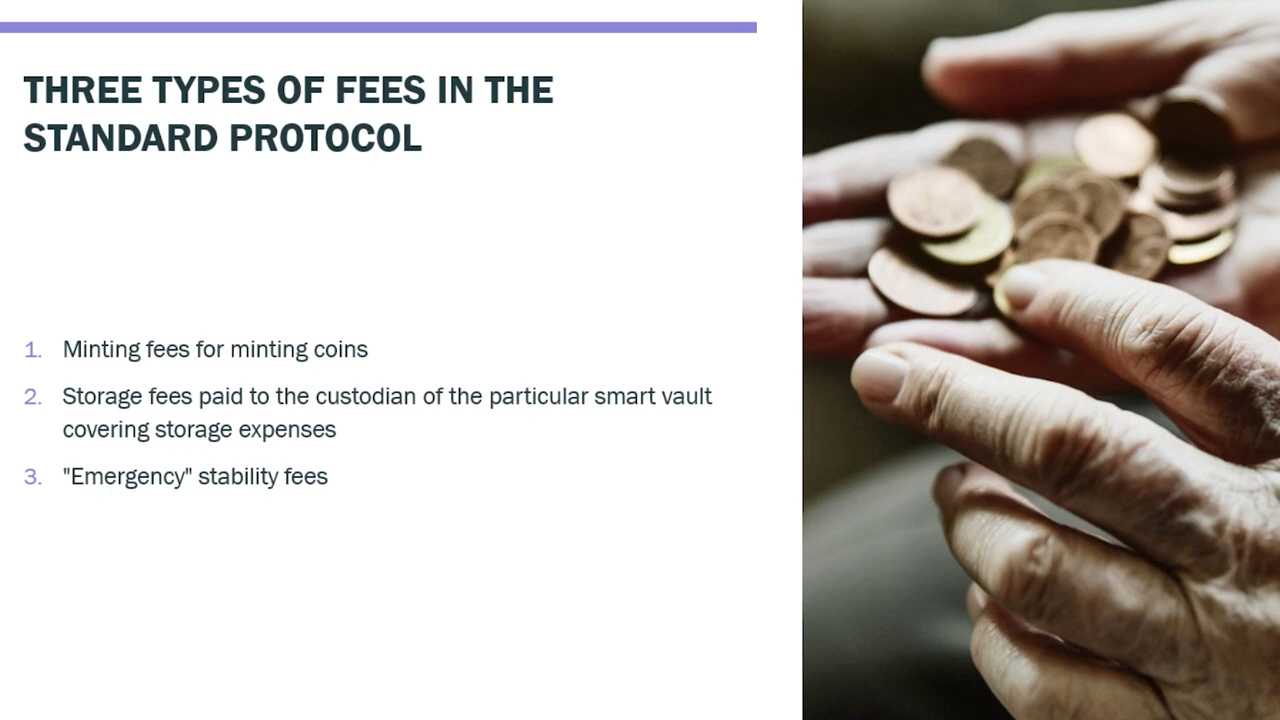 THREE TYPES OF FEES IN THE
STANDARD PROTOCOL
1. Minting fees for minting coins
2. Storage fees paid to the custodian of the particular smart vault
covering storage expenses
3. "Emergency" stability fees